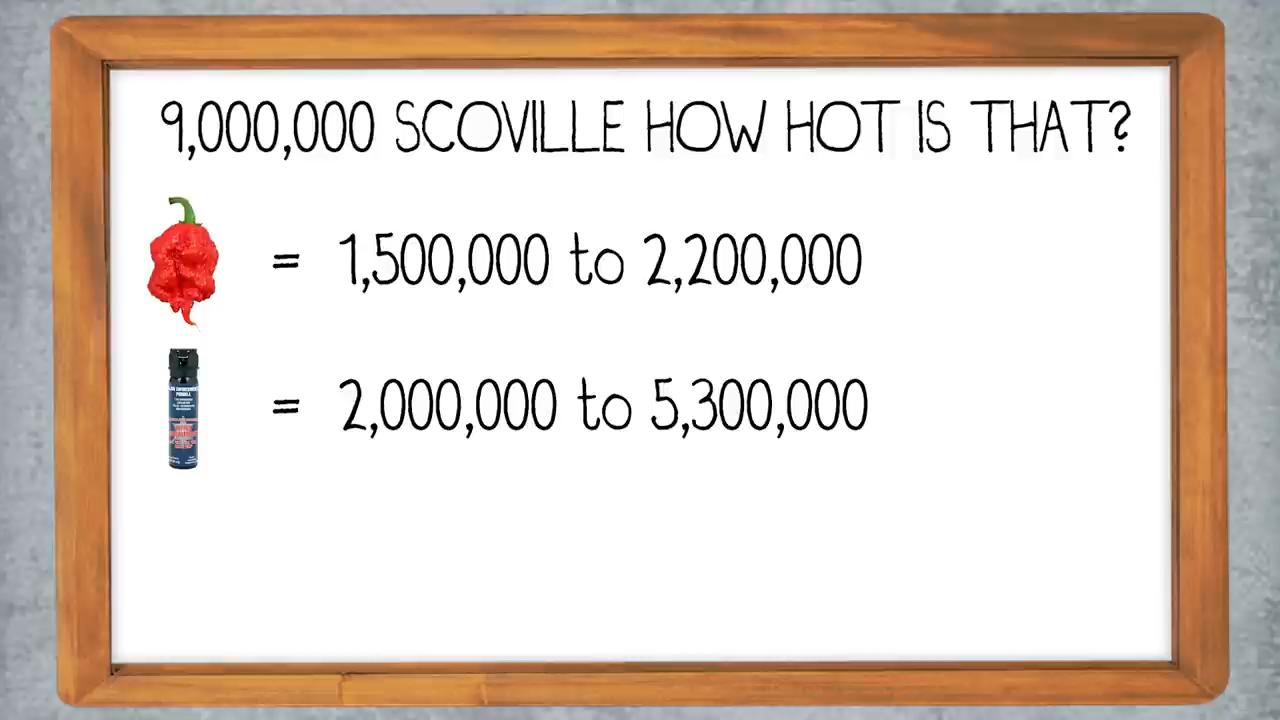 9,000,000 SCOVILLE HOW HOT IS THAT?
= 1,500,000 to 2,200,000
= 2,000,000 to 5,300,000